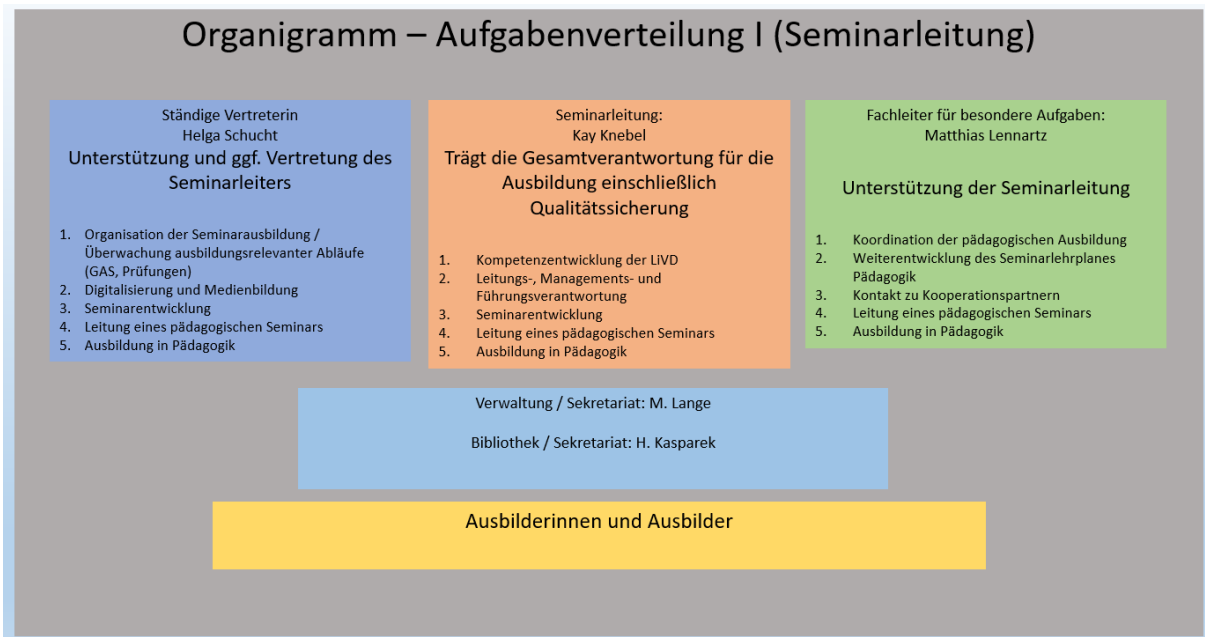 Organigramm – Aufgabenverteilung I (Seminarleitung)
Ständige Vertreterin
Helga Schucht
Unterstützung und ggf. Vertretung des
Seminarleiters
1. Organisation der Seminarausbildung /
Überwachung ausbildungsrelevanter Abläufe
(GAS, Prüfungen)
2. Digitalisierung und Medienbildung
3. Seminarentwicklung
4. Leitung eines pädagogischen Seminars
5. Ausbildung in Pädagogik
Seminarleitung:
Kay Knebel
Trägt die Gesamtverantwortung für die
Ausbildung einschließlich
Qualitätssicherung
1. Kompetenzentwicklung der LiVD
2. Leitungs-, Managements- und
Führungsverantwortung
3. Seminarentwicklung
4. Leitung eines pädagogischen Seminars
5. Ausbildung in Pädagogik
Fachleiter für besondere Aufgaben:
Matthias Lennartz
Unterstützung der Seminarleitung
1. Koordination der pädagogischen Ausbildung
2. Weiterentwicklung des Seminarlehrplanes
Pädagogik
3. Kontakt zu Kooperationspartnern
4. Leitung eines pädagogischen Seminars
5. Ausbildung in Pädagogik
Verwaltung / Sekretariat: M. Lange
Bibliothek / Sekretariat: H. Kasparek
Ausbilderinnen und Ausbilder